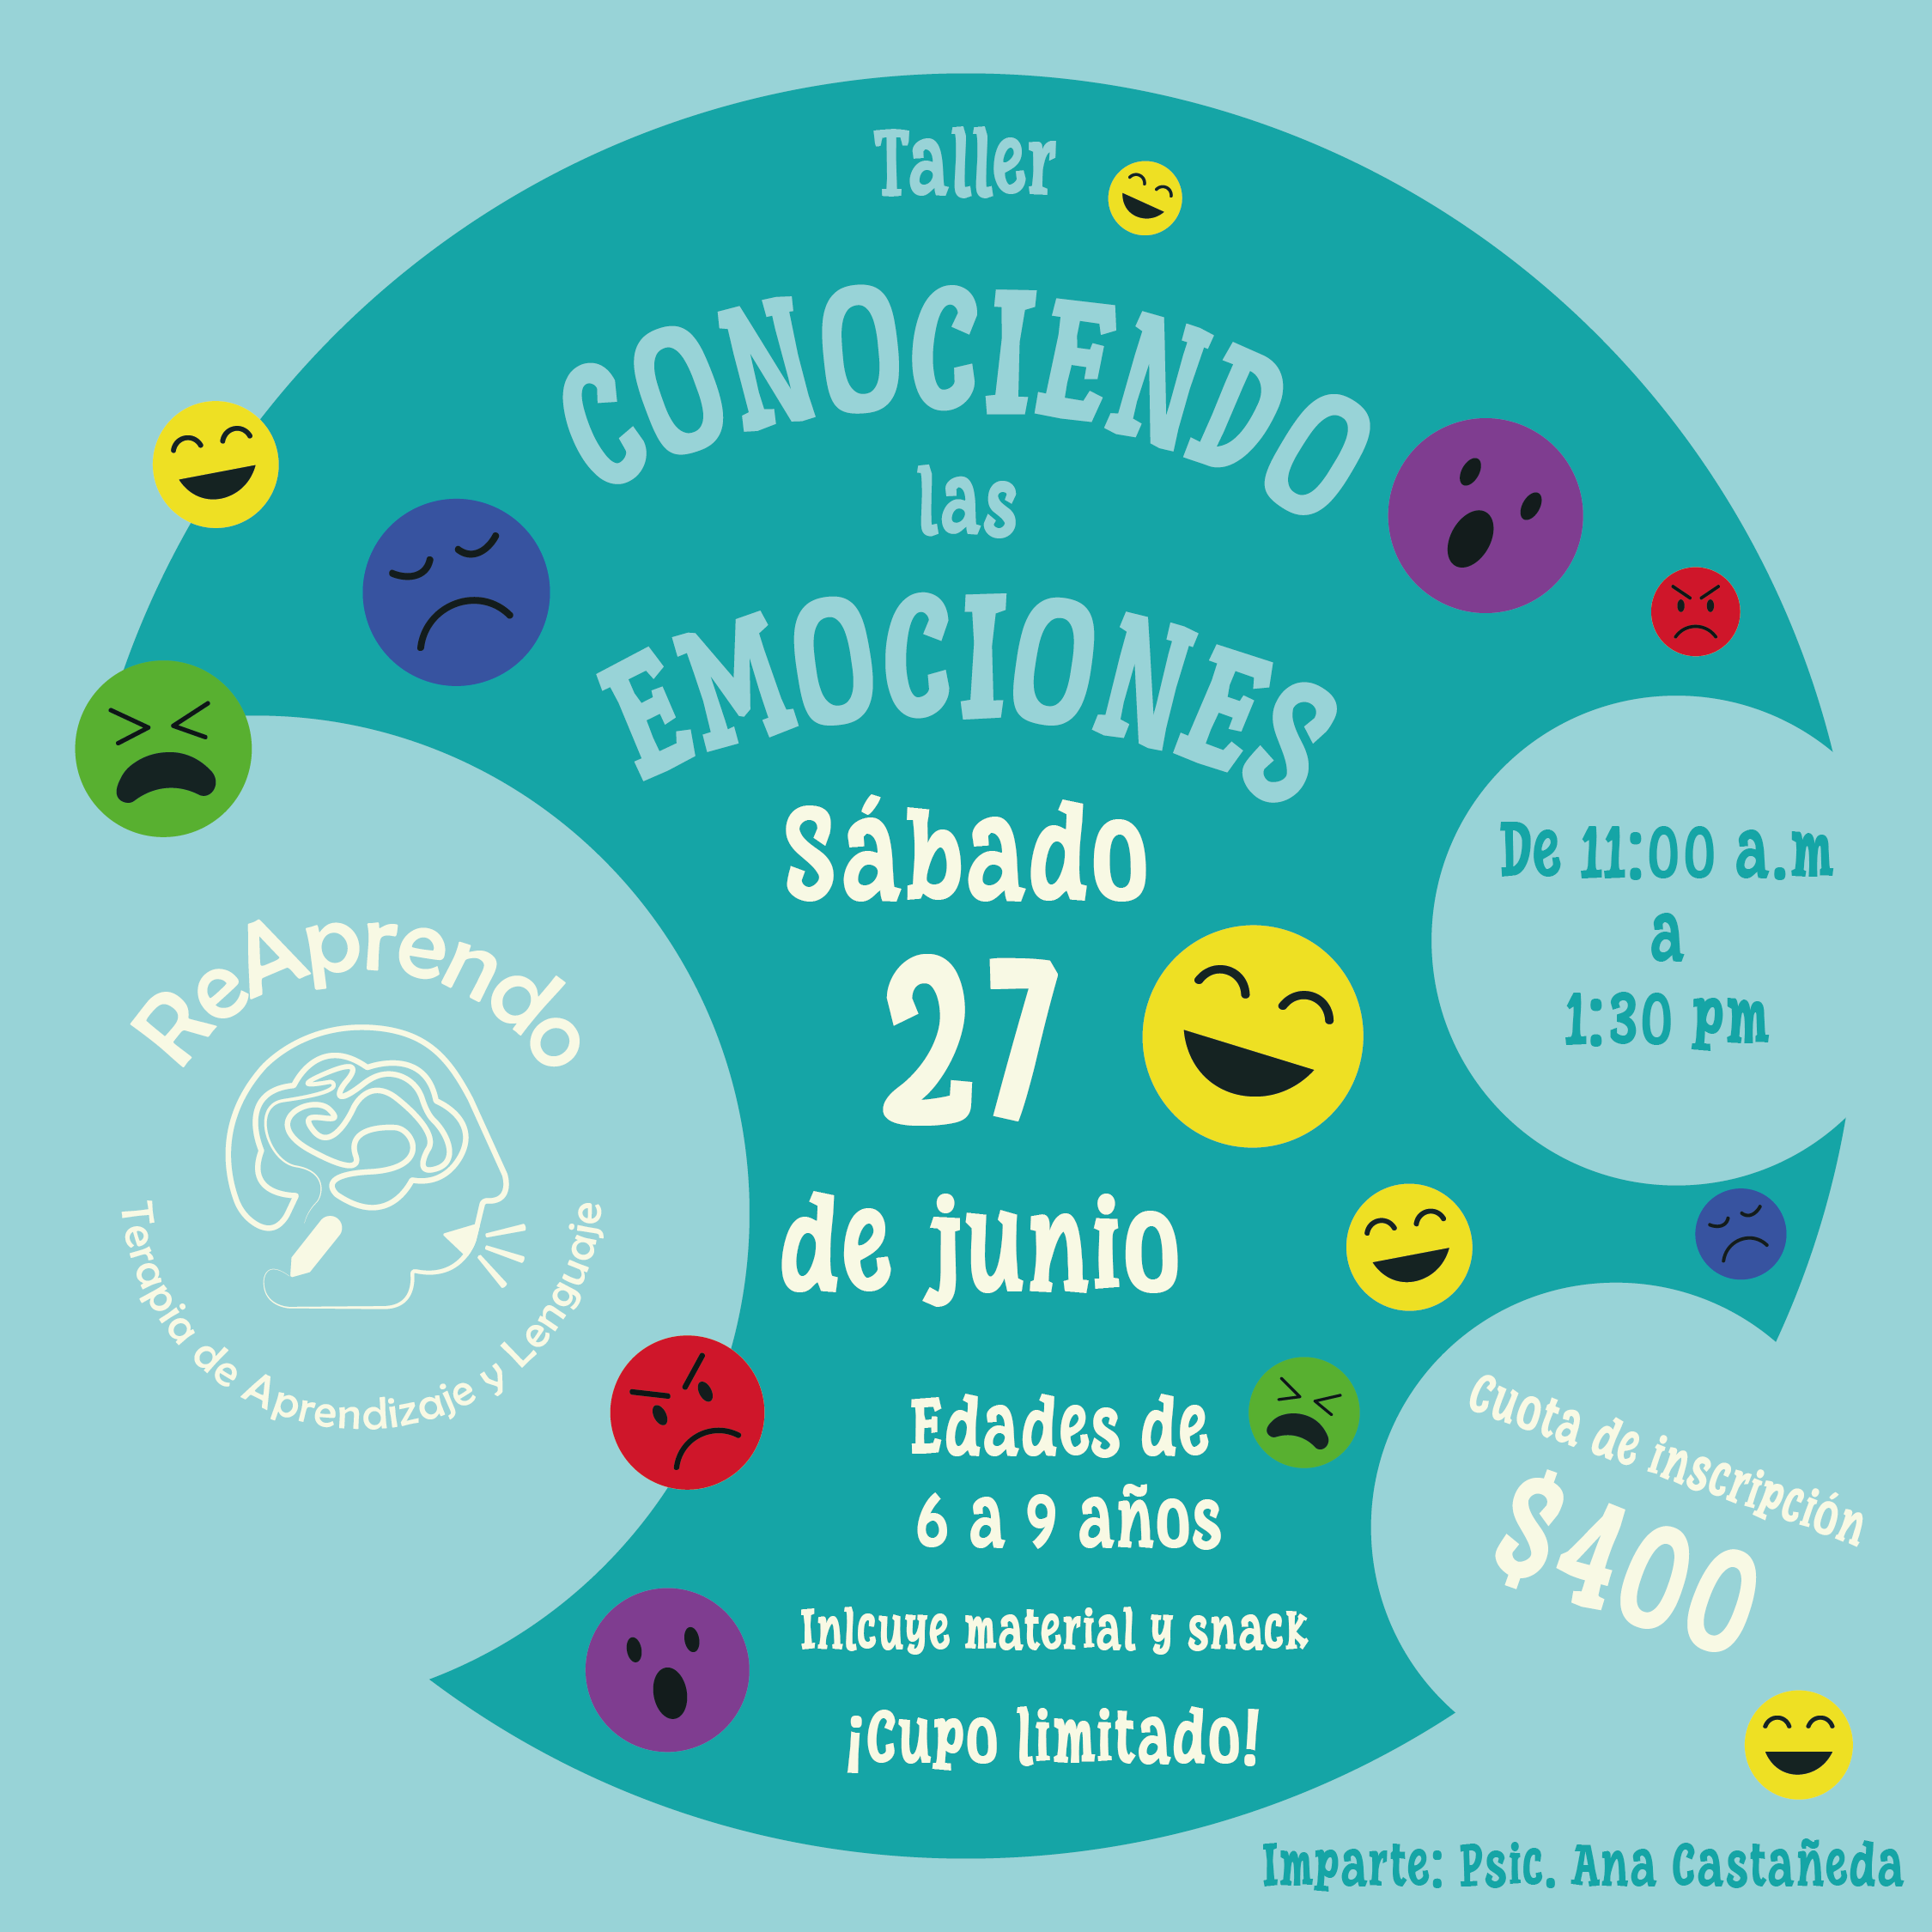 Taller
CONOCIENDO
las
EMOCIONES
Sábado
27
de junio
De 11:00 a.m
a
1:30 pm
ReAprendo
Terapia de Aprendizaje y Lenguaje
Edades de
6 a 9 años
Inlcuye material y snack
¡Cupo limitado!
cuota de inscripción
$400
Imparte: Psic. Ana Castañeda